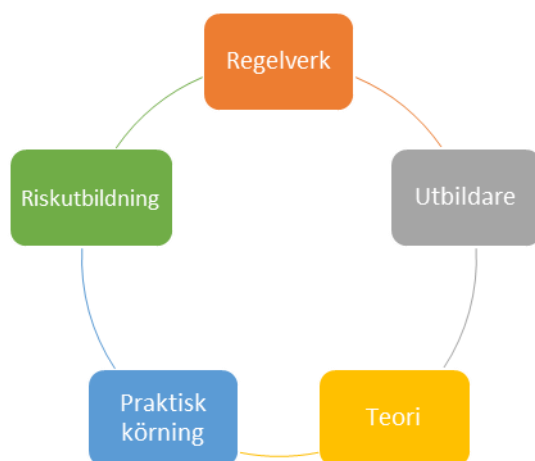 Regelverk
Utbildare
Teori
Praktisk
körning
Riskutbildning